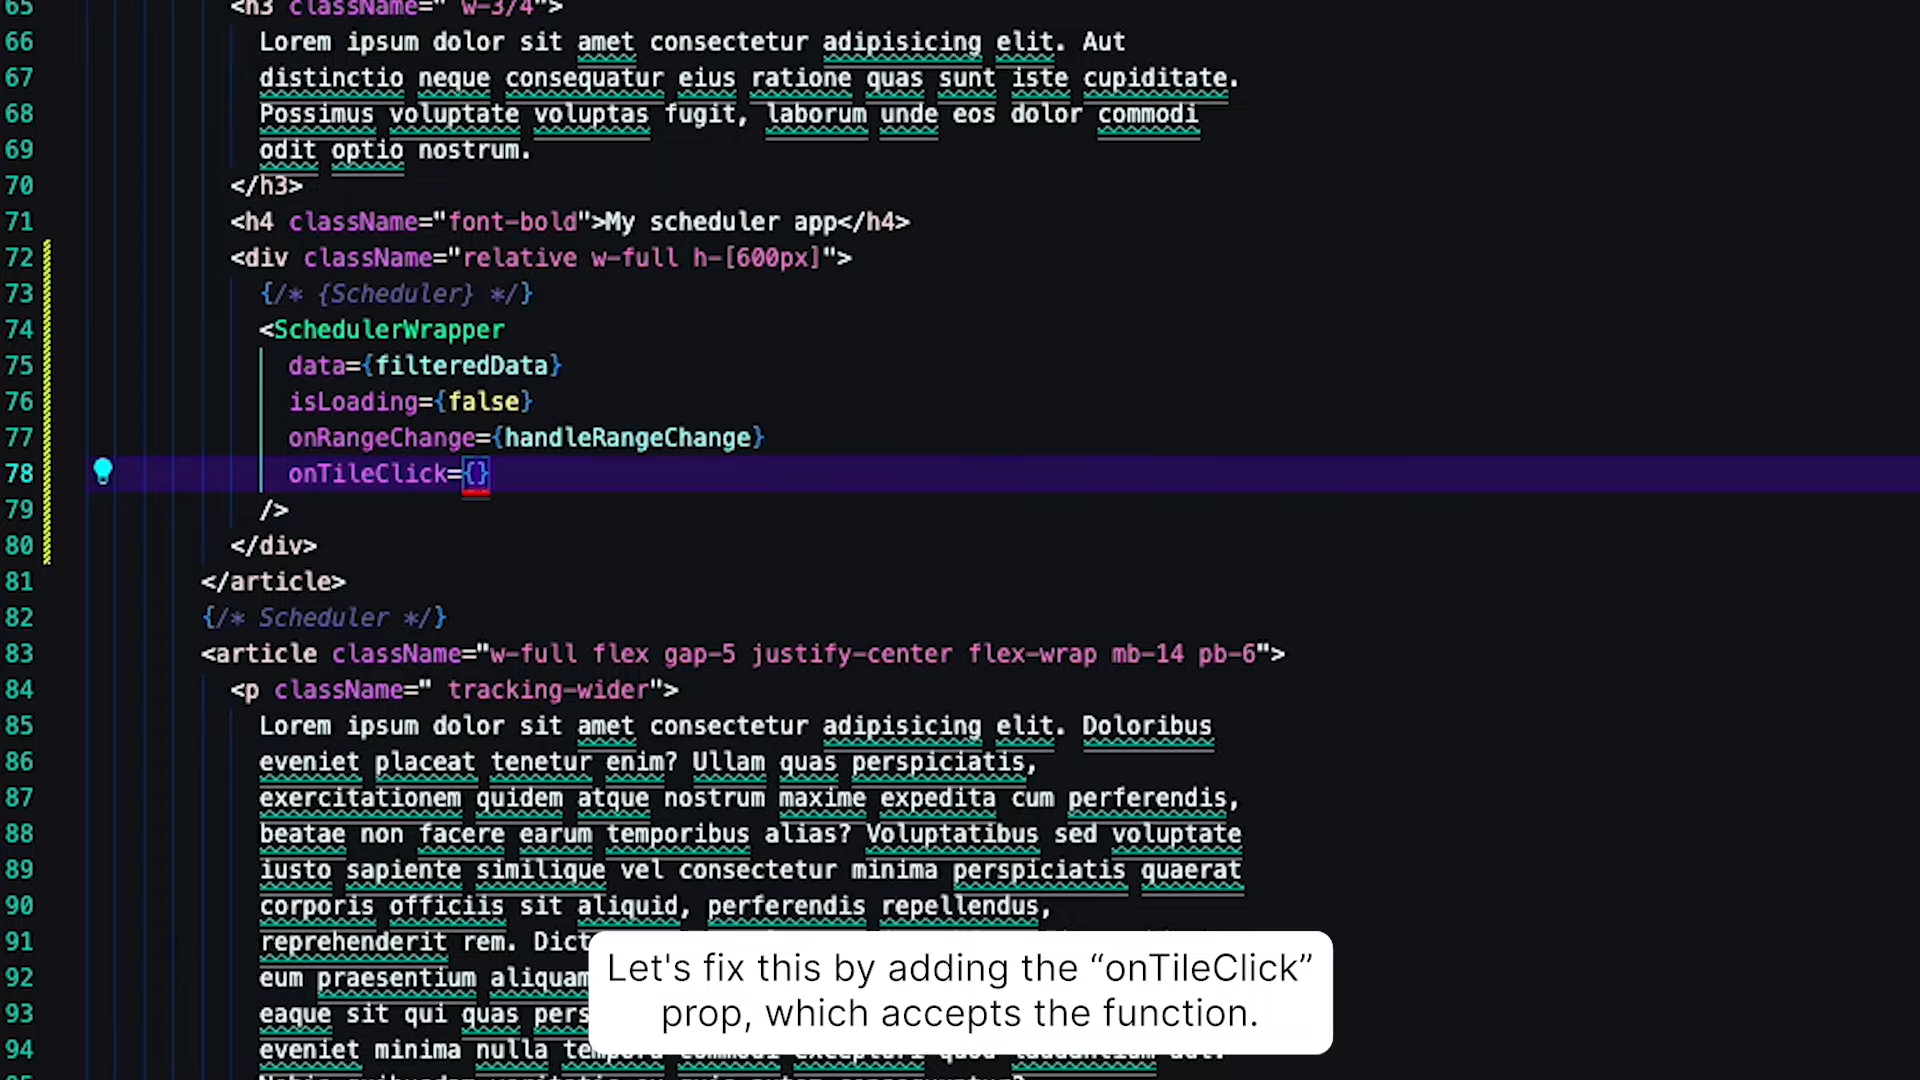 65 <h3 className=" w-3/4">
66 Lorem ipsum dolor sit amet consectetur adipisicing elit. Aut
67 distinctio neque consequatur eius ratione quas sunt iste cupiditate.
68 Possimus voluptate voluptas fugit, laborum unde eos dolor commodi
69 odit optio nostrum.
70 </h3>
71 <h4 className="font-bold">My scheduler app</h4>
72 <div className="relative w-full h-[600px]">
73 {/* {Scheduler} */}
74 <SchedulerWrapper
75 data={filteredData}
76 isLoading={false}
77 onRangeChange={handleRangeChange}
78 onTileClick={}
79 />
80 </div>
81 </article>
82 {/* Scheduler */}
83 <article className="w-full flex gap-5 justify-center flex-wrap mb-14 pb-6">
84 <p className=" tracking-wider">
85 Lorem ipsum dolor sit amet consectetur adipisicing elit. Doloribus
86 eveniet placeat tenetur enim? Ullam quas perspiciatis,
87 exercitationem quidem atque nostrum maxime expedita cum perferendis,
88 beatae non facere earum temporibus alias? Voluptatibus sed voluptate
89 iusto sapiente similique vel consectetur minima perspiciatis quaerat
90 corporis officiis sit aliquid, perferendis repellendus,
91 reprehenderit rem. Dict
92 eum praesentium aliquam
93 eaque sit qui quas pers
94 eveniet minima nulla
Let's fix this by adding the “onTileClick”
prop, which accepts the function.